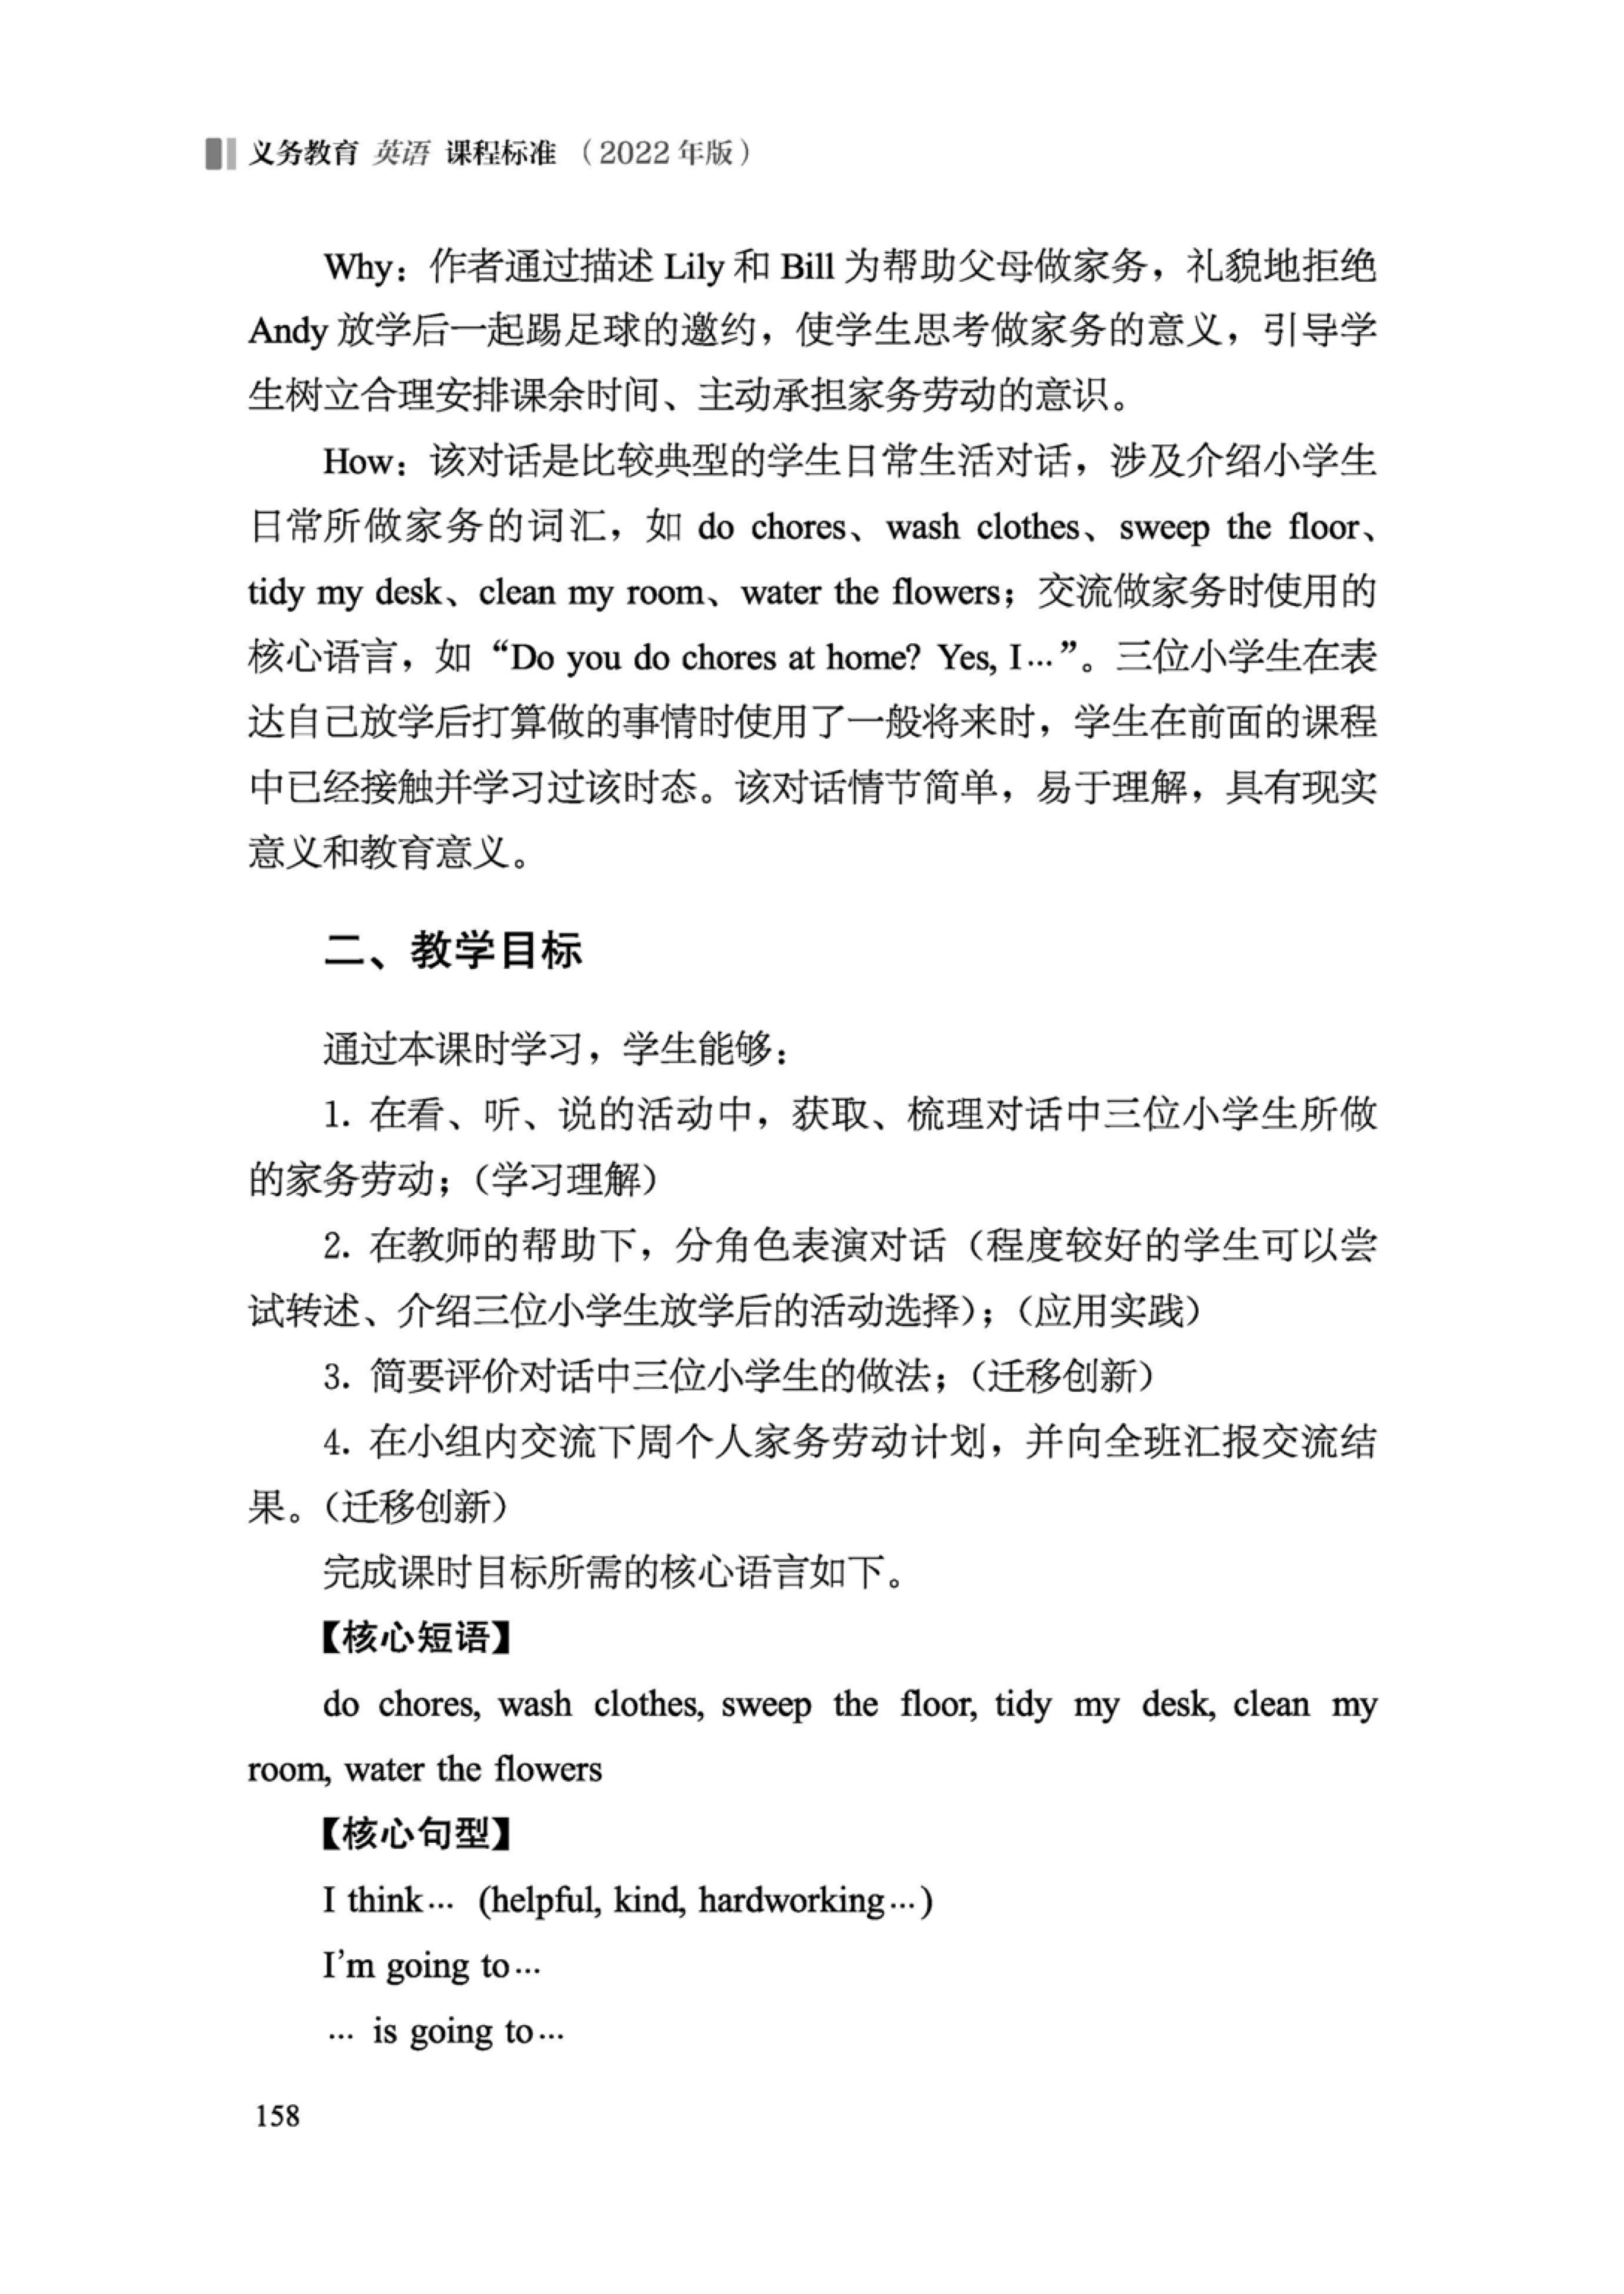 义务教育 英语 课程标准（2022年版）
Why：作者通过描述 Lily 和 Bill 为帮助父母做家务，礼貌地拒绝
Andy 放学后一起踢足球的邀约，使学生思考做家务的意义，引导学
生树立合理安排课余时间、主动承担家务劳动的意识。
How：该对话是比较典型的学生日常生活对话，涉及介绍小学生
日常所做家务的词汇，如 do chores、wash clothes、sweep the floor、
tidy my desk、clean my room、water the flowers；交流做家务时使用的
核心语言，如“Do you do chores at home? Yes, I…”。三位小学生在表
达自己放学后打算做的事情时使用了一般将来时，学生在前面的课程
中已经接触并学习过该时态。该对话情节简单，易于理解，具有现实
意义和教育意义。
二、教学目标
通过本课时学习，学生能够：
1. 在看、听、说的活动中，获取、梳理对话中三位小学生所做
的家务劳动；（学习理解）
2. 在教师的帮助下，分角色表演对话（程度较好的学生可以尝
试转述、介绍三位小学生放学后的活动选择）；（应用实践）
3. 简要评价对话中三位小学生的做法；（迁移创新）
4. 在小组内交流下周个人家务劳动计划，并向全班汇报交流结
果。（迁移创新）
完成课时目标所需的核心语言如下。
【核心短语】
do chores, wash clothes, sweep the floor, tidy my desk, clean my
room, water the flowers
【核心句型】
I think… (helpful, kind, hardworking…)
I'm going to…
… is going to…
158